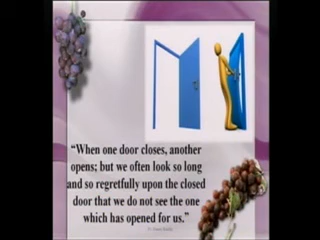 “When one door closes, another
opens; but we often look so long
and so regretfully upon the closed
door that we do not see the one
which has opened for us.”